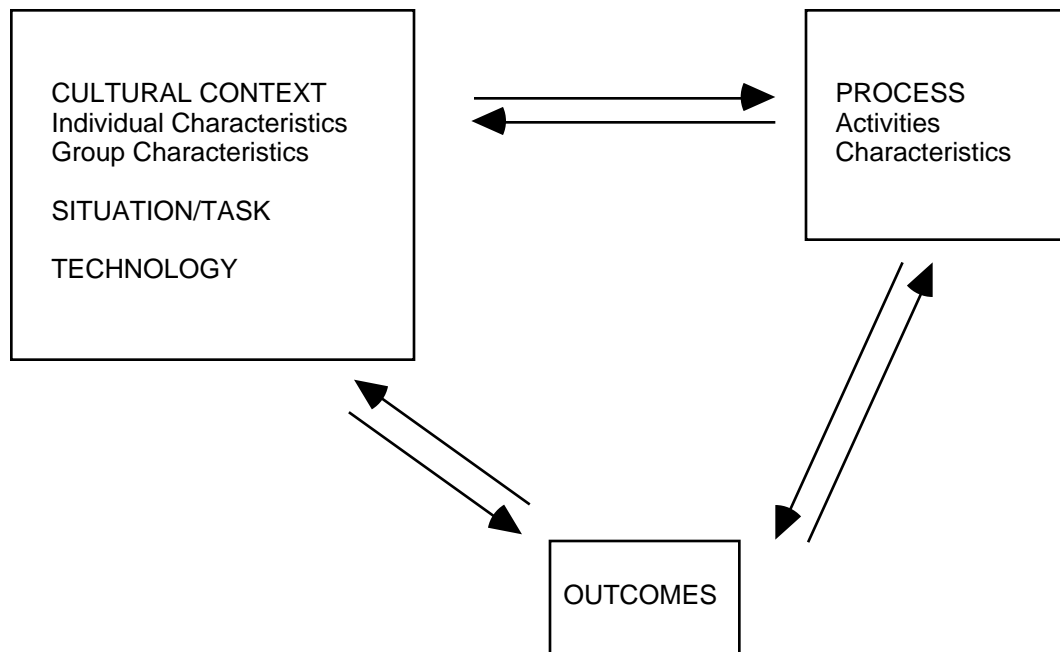 CULTURAL CONTEXT
Individual Characteristics
Group Characteristics
SITUATION/TASK
TECHNOLOGY
PROCESS
Activities
Characteristics
OUTCOMES